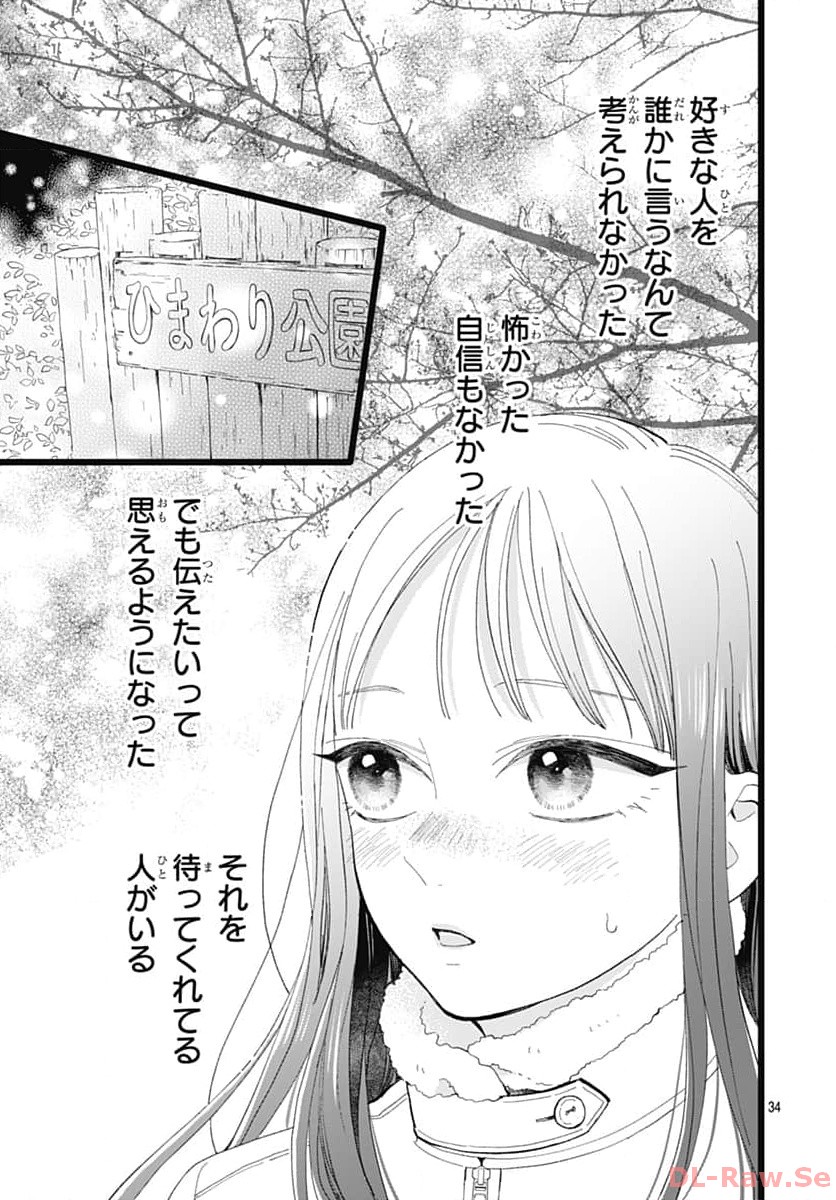 好きな人を
誰かに言うなんて
考えられなかった
怖かった
自信もなかった
ひまわり公園
でも伝えたいって
思えるようになった
それを
待ってくれてる
人がいる
34
DL-Raw.Se